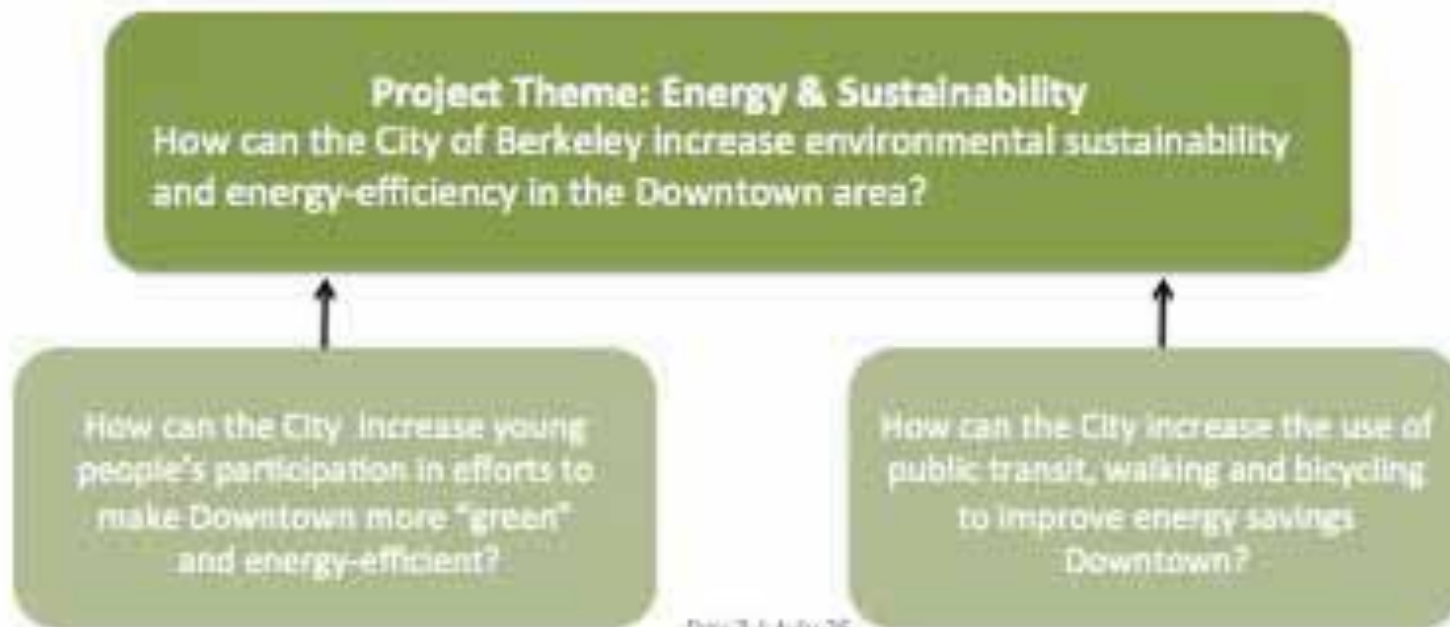 Project Theme: Energy & Sustainability
How can the City of Berkeley increase environmental sustainability
and energy-efficiency in the Downtown area?
How can the City increase young
people's participation in efforts to
make Downtown more "green"
and energy-efficient?
How can the City increase the use of
public transit, walking and bicycling
to improve energy savings
Downtown?